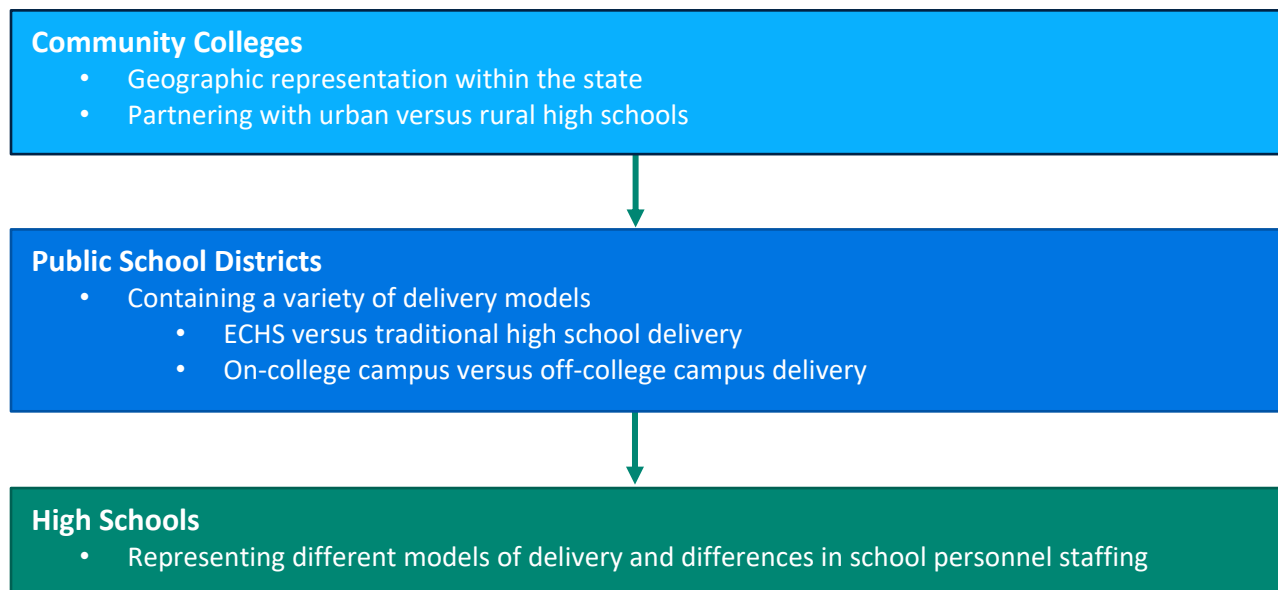 Community Colleges
• Geographic representation within the state
• Partnering with urban versus rural high schools
Public School Districts
• Containing a variety of delivery models
• ECHS versus traditional high school delivery
• On-college campus versus off-college campus delivery
High Schools
• Representing different models of delivery and differences in school personnel staffing